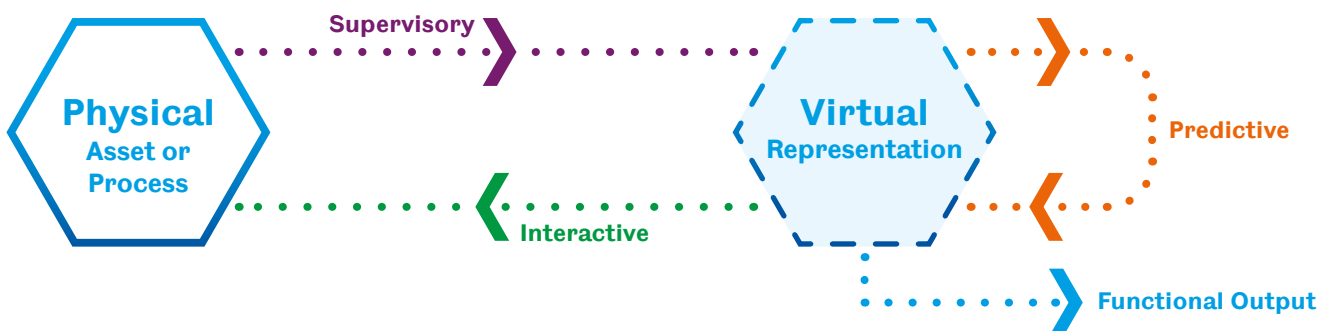 Supervisory
Physical
Asset or
Process
Virtual
Representation
Predictive
Interactive
Functional Output